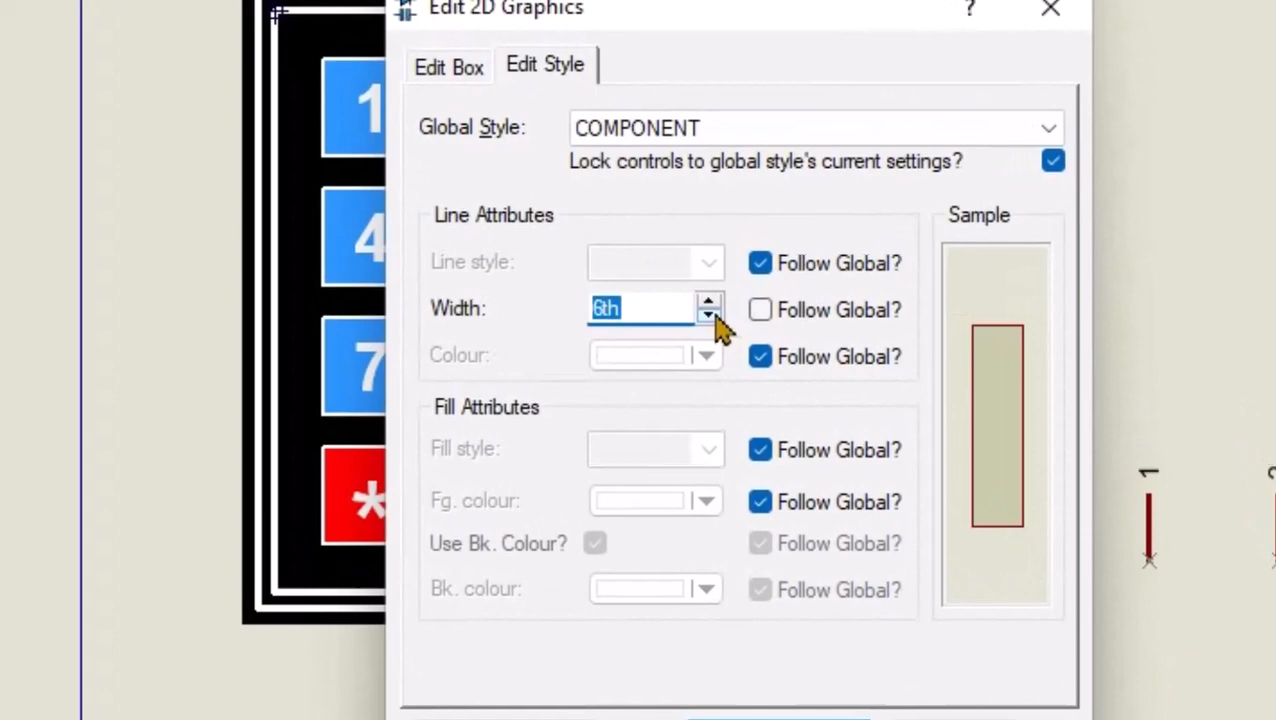 Edit 2D Graphics ?
Edit Box Edit Style
Global Style: COMPONENT
Lock controls to global style's current settings?
Line Attributes Sample
Line style: Follow Global?
Width: 6th Follow Global?
Colour: Follow Global?
Fill Attributes
Fill style: Follow Global?
Fg. colour: Follow Global?
Use Bk. Colour? Follow Global?
Bk. colour: Follow Global?
1
4
7
*
1